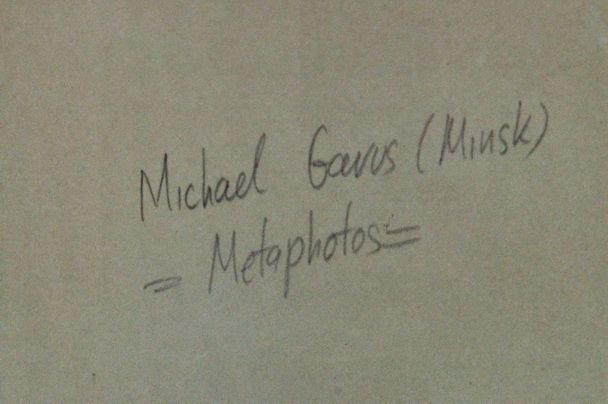 Michael Gavrus (Minsk)
= Metaphotos=